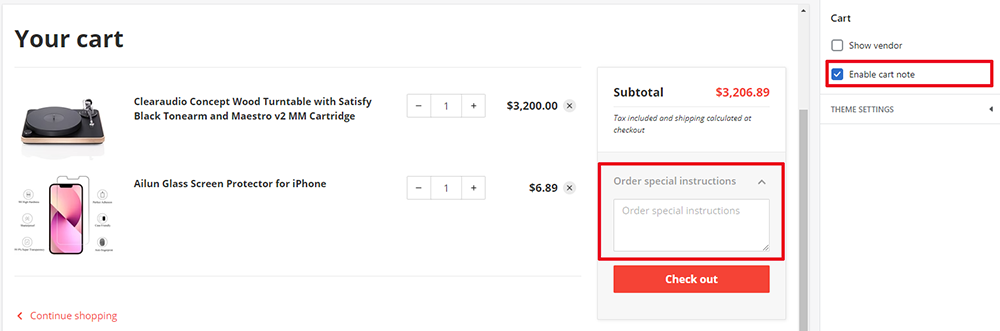 Your cart
Clearaudio Concept Wood Turntable with Satisfy
Black Tonearm and Maestro v2 MM Cartridge
− 1 +
$3,200.00 ×
Ailun Glass Screen Protector for iPhone
− 1 +
$6.89 ×
Continue shopping
Subtotal $3,206.89
Tax included and shipping calculated at
checkout
Order special instructions
Order special instructions
Check out
Cart
Show vendor
Enable cart note
THEME SETTINGS